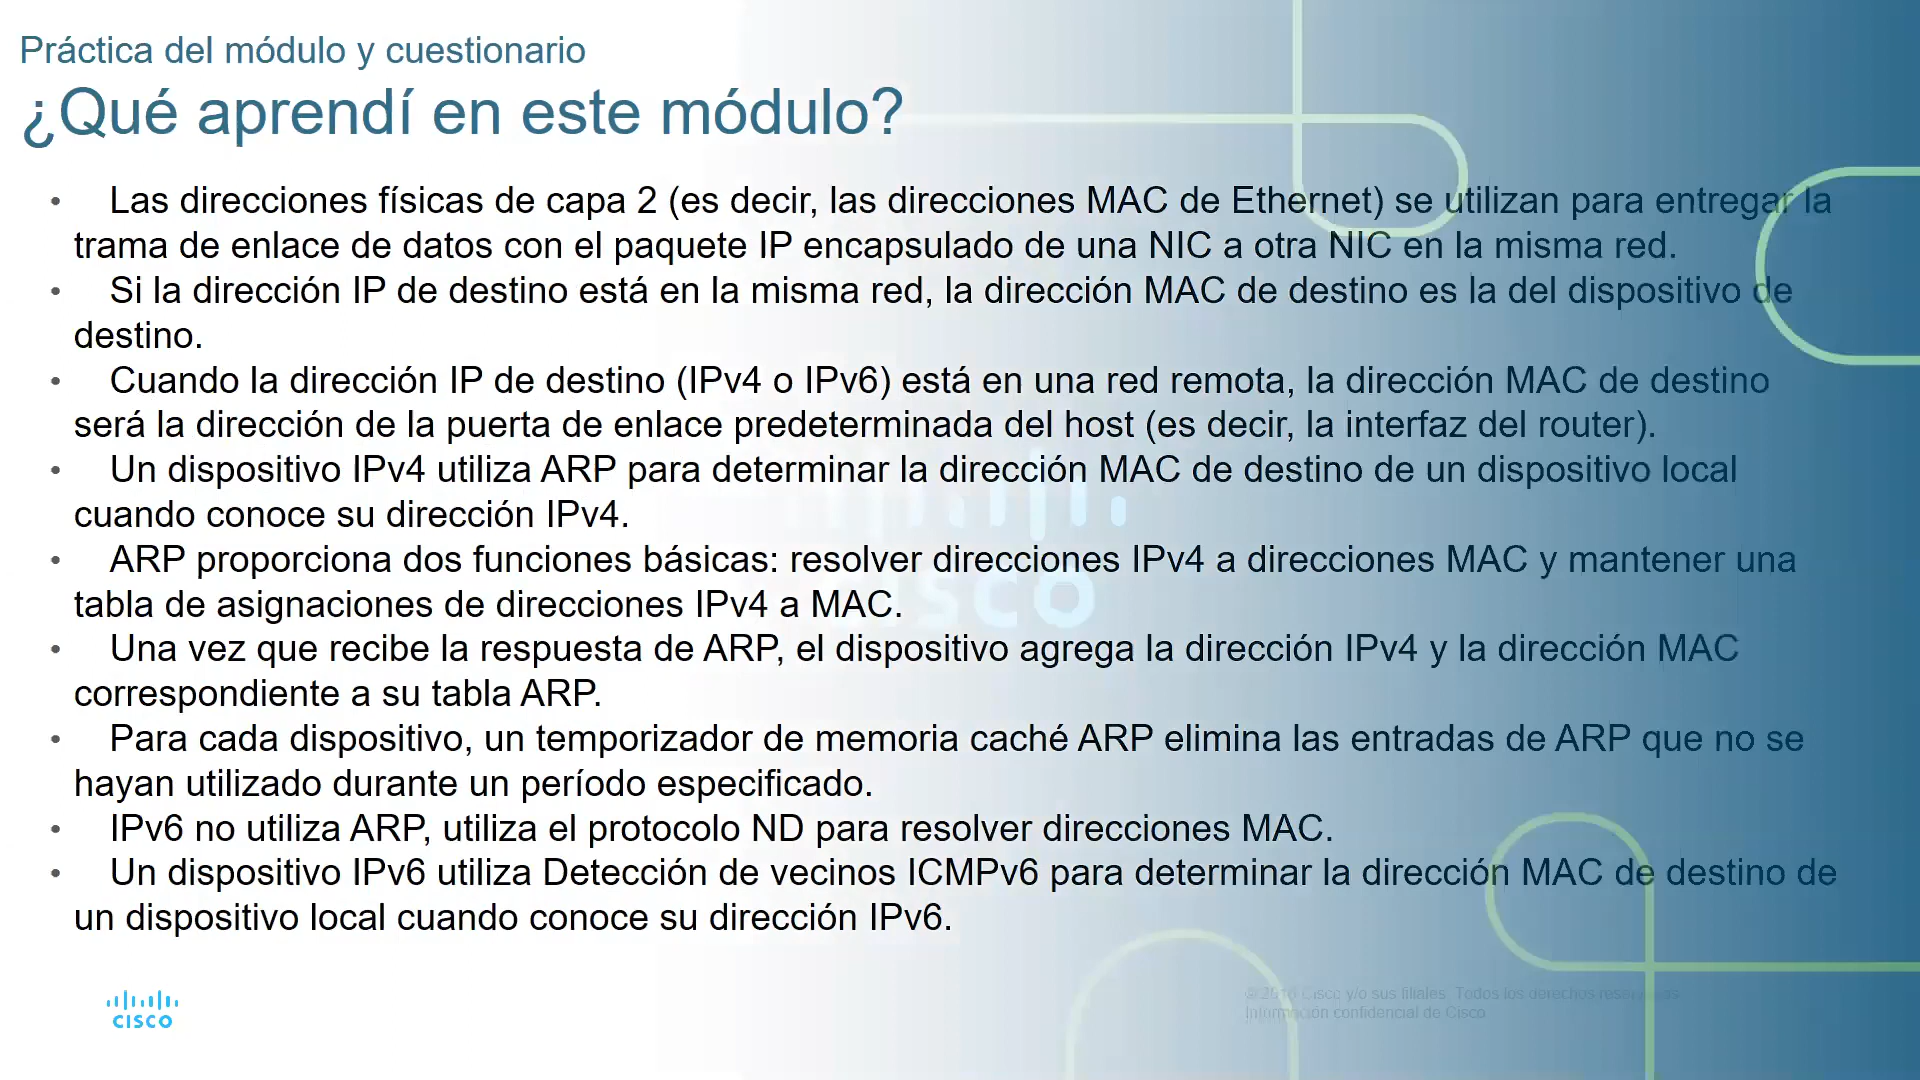 Práctica del módulo y cuestionario
¿Qué aprendí en este módulo?
• Las direcciones físicas de capa 2 (es decir, las direcciones MAC de Ethernet) se utilizan para entregar la
trama de enlace de datos con el paquete IP encapsulado de una NIC a otra NIC en la misma red.
• Si la dirección IP de destino está en la misma red, la dirección MAC de destino es la del dispositivo de
destino.
• Cuando la dirección IP de destino (IPv4 o IPv6) está en una red remota, la dirección MAC de destino
será la dirección de la puerta de enlace predeterminada del host (es decir, la interfaz del router).
• Un dispositivo IPv4 utiliza ARP para determinar la dirección MAC de destino de un dispositivo local
cuando conoce su dirección IPv4.
• ARP proporciona dos funciones básicas: resolver direcciones IPv4 a direcciones MAC y mantener una
tabla de asignaciones de direcciones IPv4 a MAC.
• Una vez que recibe la respuesta de ARP, el dispositivo agrega la dirección IPv4 y la dirección MAC
correspondiente a su tabla ARP.
• Para cada dispositivo, un temporizador de memoria caché ARP elimina las entradas de ARP que no se
hayan utilizado durante un período especificado.
• IPv6 no utiliza ARP, utiliza el protocolo ND para resolver direcciones MAC.
• Un dispositivo IPv6 utiliza Detección de vecinos ICMPv6 para determinar la dirección MAC de destino de
un dispositivo local cuando conoce su dirección IPv6.
CISCO
CISCO
© Cisco y/o sus filiales. Todos los derechos
Información confidencial de Cisco